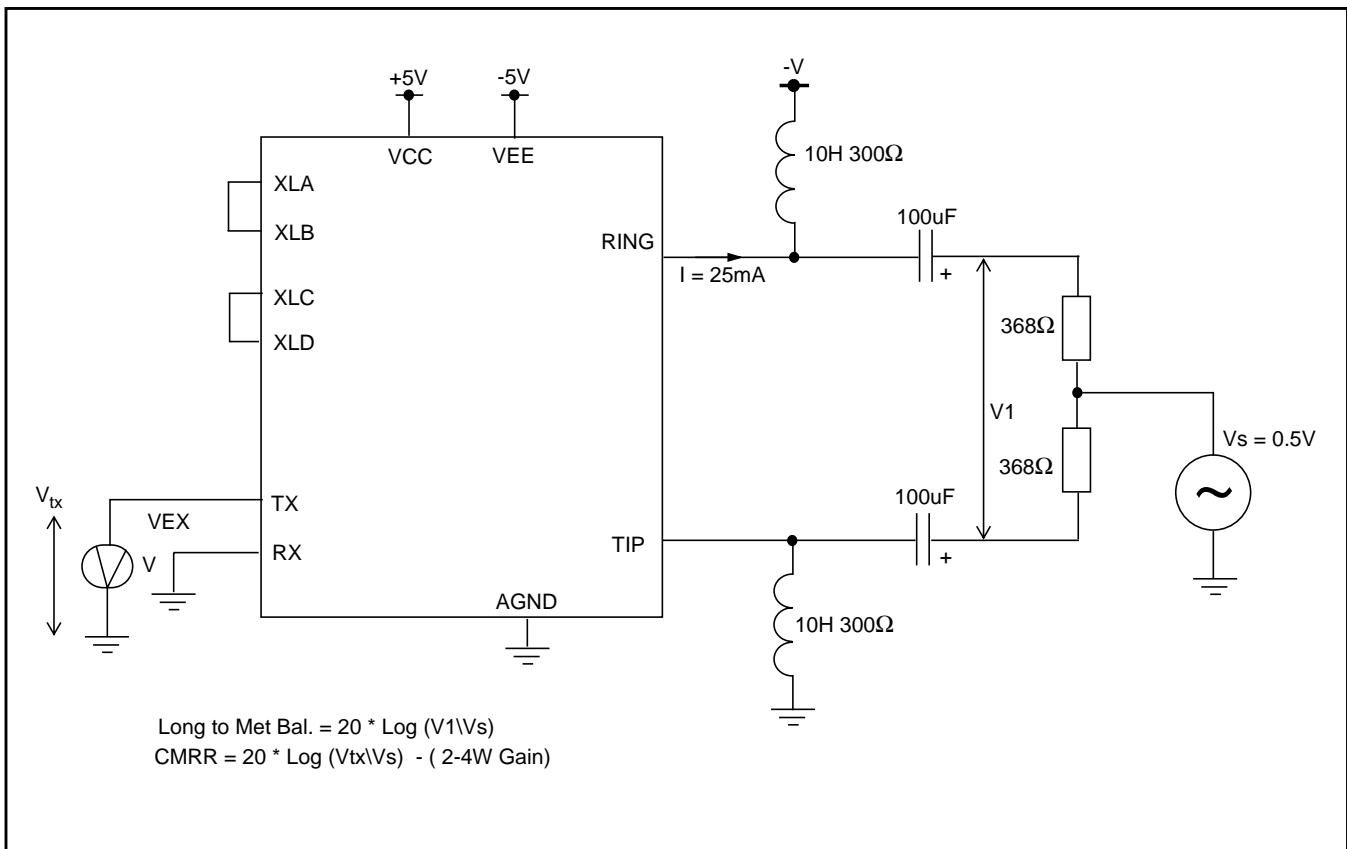 +5V
-5V
-V
VCC
VEE
10H 300Ω
XLA
XLB
100uF
RING
+
I = 25mA
XLC
368Ω
XLD
V1
Vs = 0.5V
368Ω
100uF
Vtx
TX
VEX
V
RX
TIP
+
AGND
10H 300Ω
Long to Met Bal. = 20 * Log (V1\Vs)
CMRR = 20 * Log (Vtx\Vs) - ( 2-4W Gain)